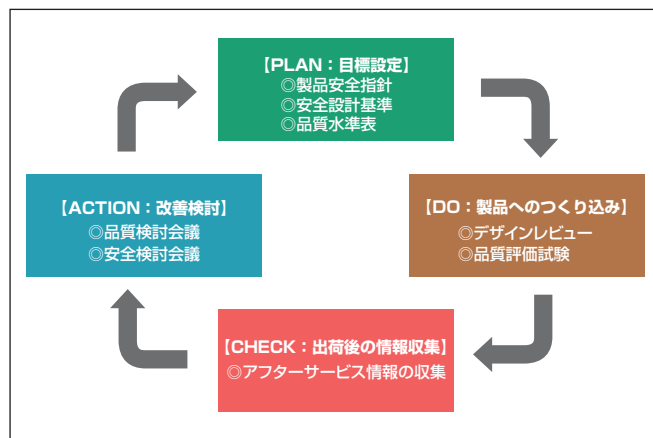 【PLAN：目標設定】
◎製品安全指針
◎安全設計基準
◎品質水準表
【DO：製品へのつくり込み】
◎デザインレビュー
◎品質評価試験
【CHECK：出荷後の情報収集】
◎アフターサービス情報の収集
【ACTION：改善検討】
◎品質検討会議
◎安全検討会議